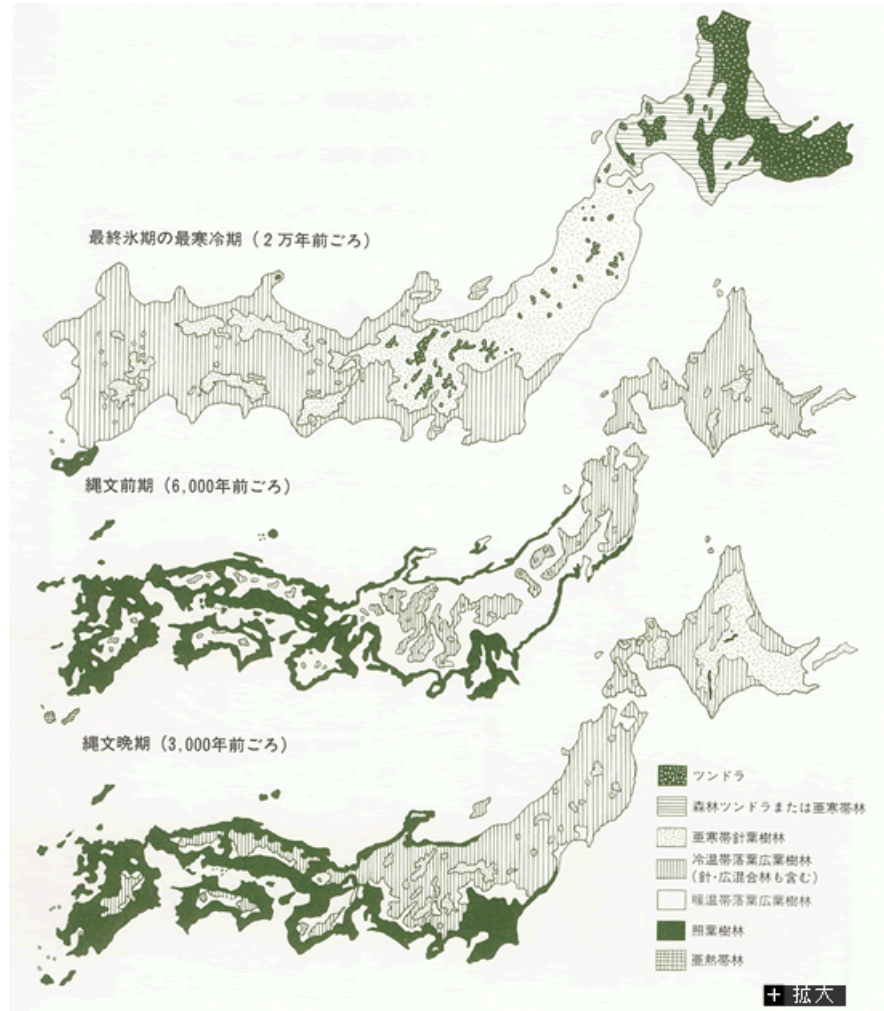 最終氷期の最寒冷期(2万年前ごろ)
縄文前期(6,000年前ごろ)
縄文晩期(3,000年前ごろ)
ツンドラ
森林ツンドラまたは亜寒帯林
亜寒帯針葉樹林
冷温帯落葉広葉樹林
(針・広混合林も含む)
暖温帯落葉広葉樹林
照葉樹林
亜熱帯林
+ 拡大